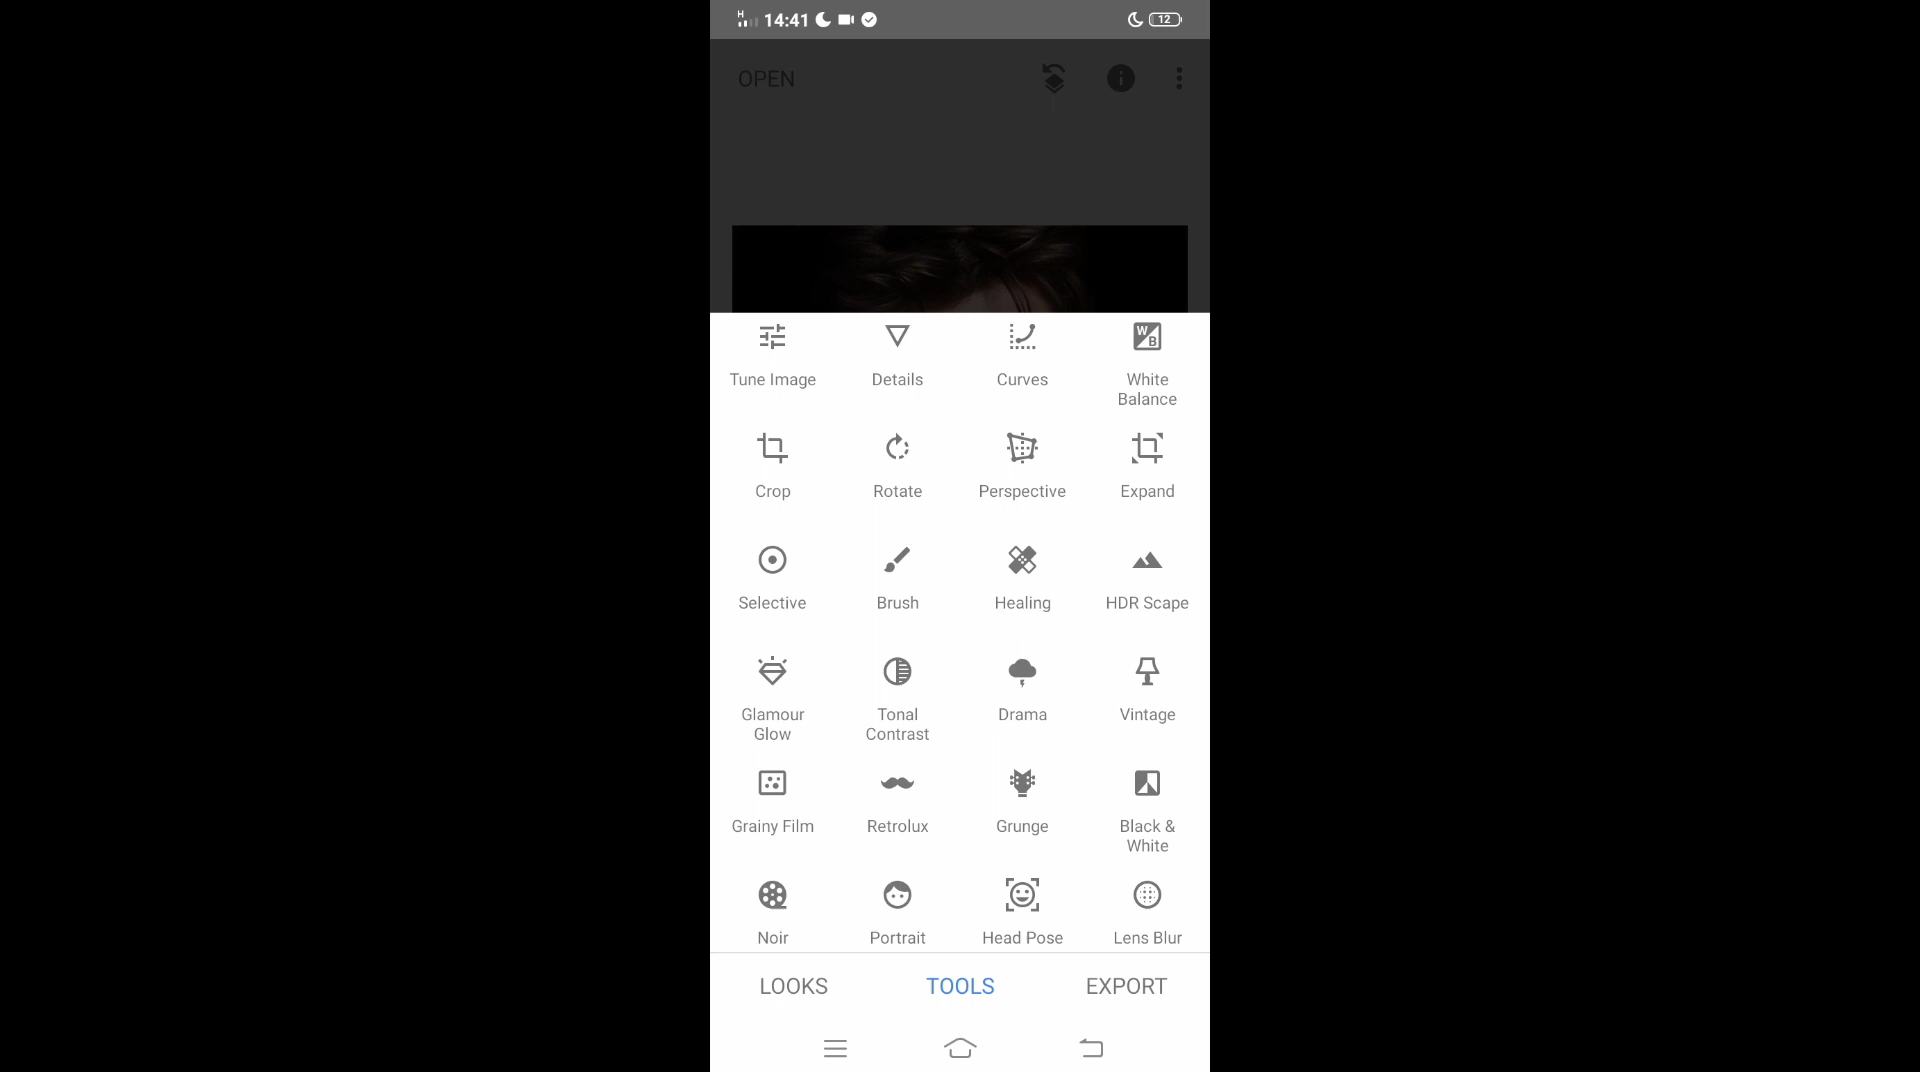 H 14:41 12
OPEN
Tune Image Details Curves White Balance
Crop Rotate Perspective Expand
Selective Brush Healing HDR Scape
Glamour Glow Tonal Contrast Drama Vintage
Grainy Film Retrolux Grunge Black & White
Noir Portrait Head Pose Lens Blur
LOOKS TOOLS EXPORT